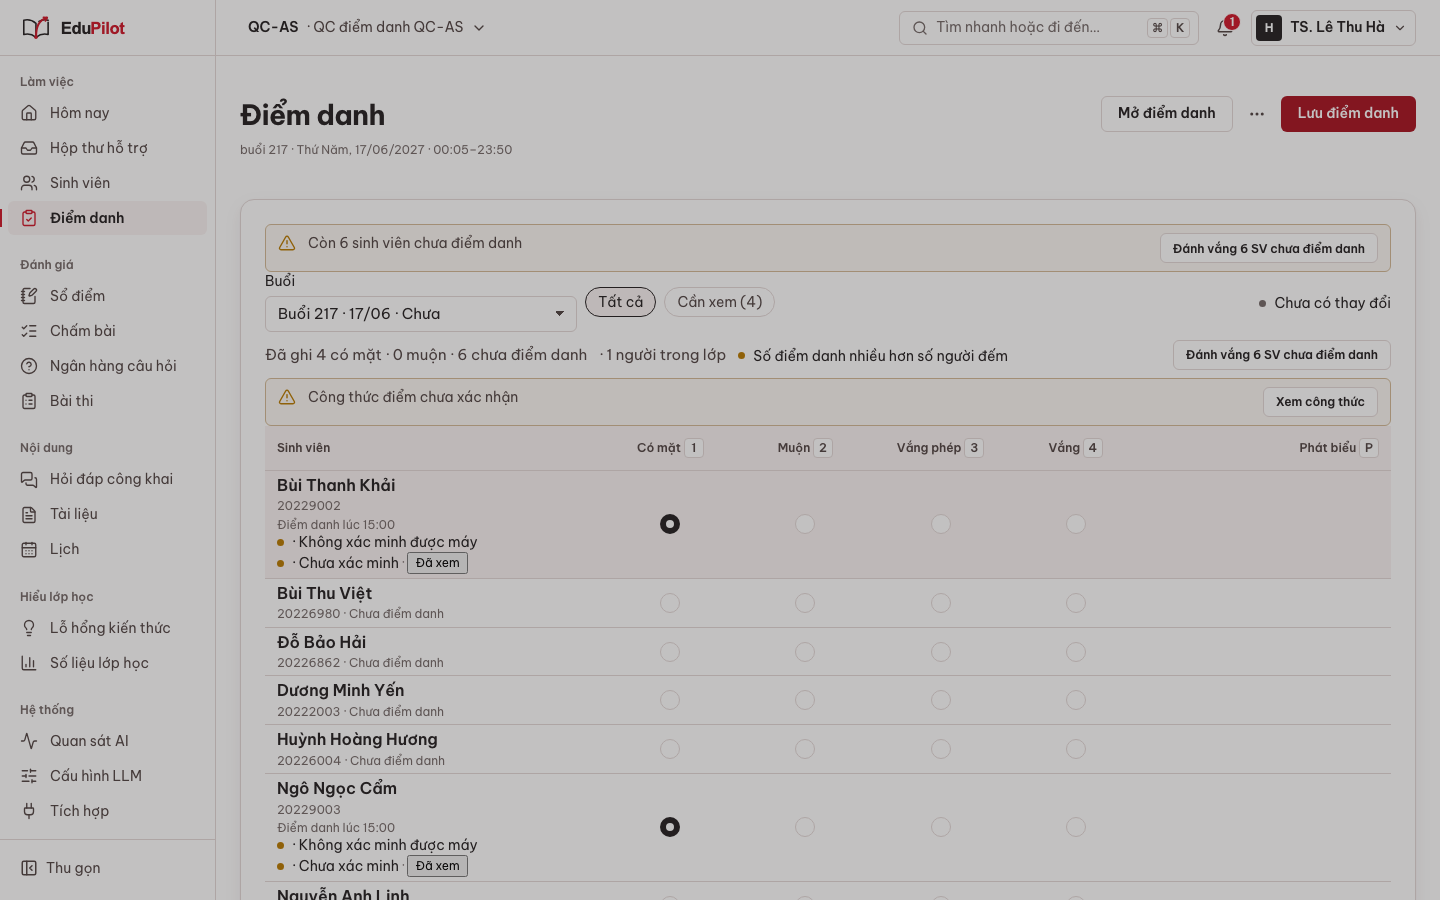 EduPilot
QC-AS · QC điểm danh QC-AS
Tìm nhanh hoặc đi đến...
⌘ K
1
H TS. Lê Thu Hà
Làm việc
Hôm nay
Hộp thư hỗ trợ
Sinh viên
Điểm danh
Đánh giá
Sổ điểm
Chấm bài
Ngân hàng câu hỏi
Bài thi
Nội dung
Hỏi đáp công khai
Tài liệu
Lịch
Hiểu lớp học
Lỗ hổng kiến thức
Số liệu lớp học
Hệ thống
Quan sát AI
Cấu hình LLM
Tích hợp
Thu gọn
Điểm danh
buổi 217 · Thứ Năm, 17/06/2027 · 00:05–23:50
Mở điểm danh
Lưu điểm danh
Còn 6 sinh viên chưa điểm danh
Đánh vắng 6 SV chưa điểm danh
Buổi
Buổi 217 · 17/06 · Chưa
Tất cả
Cần xem (4)
Chưa có thay đổi
Đã ghi 4 có mặt · 0 muộn · 6 chưa điểm danh · 1 người trong lớp
Số điểm danh nhiều hơn số người đếm
Đánh vắng 6 SV chưa điểm danh
Công thức điểm chưa xác nhận
Xem công thức
Sinh viên Có mặt 1 Muộn 2 Vắng phép 3 Vắng 4 Phát biểu P
Bùi Thanh Khải
20229002
Điểm danh lúc 15:00
· Không xác minh được máy
· Chưa xác minh · Đã xem
Bùi Thu Việt
20226980 · Chưa điểm danh
Đỗ Bảo Hải
20226862 · Chưa điểm danh
Dương Minh Yến
20222003 · Chưa điểm danh
Huỳnh Hoàng Hương
20226004 · Chưa điểm danh
Ngô Ngọc Cẩm
20229003
Điểm danh lúc 15:00
· Không xác minh được máy
· Chưa xác minh · Đã xem
Nguyễn Anh Linh